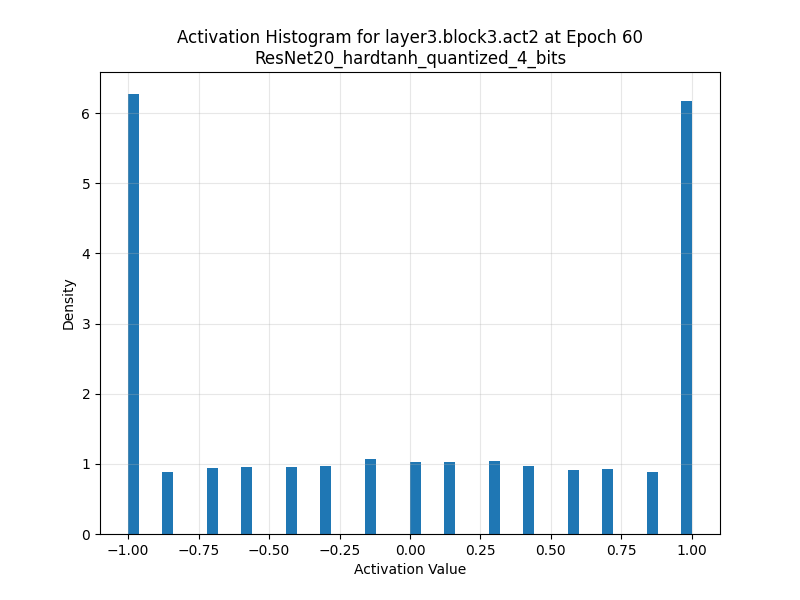 Activation Histogram for layer3.block3.act2 at Epoch 60
ResNet20_hardtanh_quantized_4_bits
Density
6
5
4
3
2
1
0
−1.00 −0.75 −0.50 −0.25 0.00 0.25 0.50 0.75 1.00
Activation Value